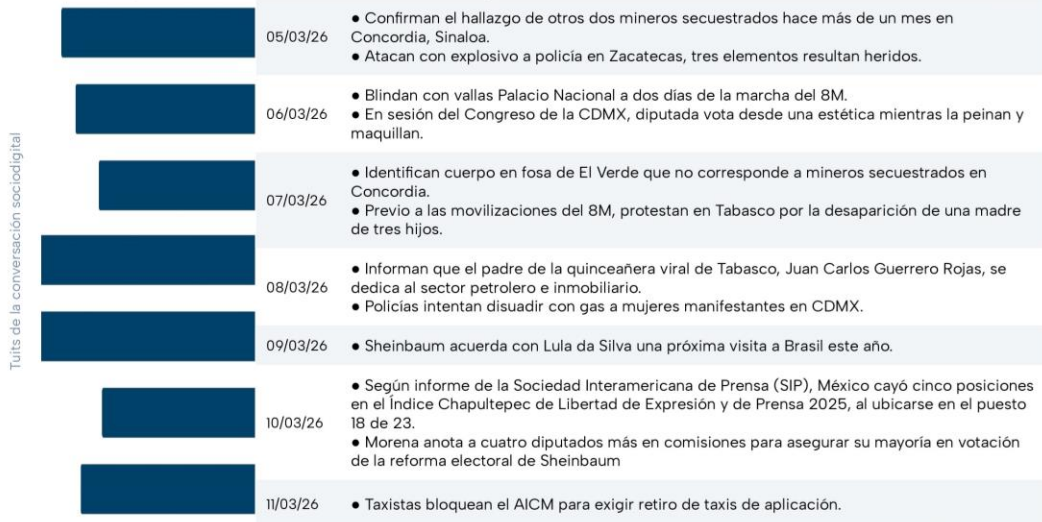 Tuits de la conversación sociodigital
05/03/26
● Confirman el hallazgo de otros dos mineros secuestrados hace más de un mes en
Concordia, Sinaloa.
● Atacan con explosivo a policía en Zacatecas, tres elementos resultan heridos.
06/03/26
● Blindan con vallas Palacio Nacional a dos días de la marcha del 8M.
● En sesión del Congreso de la CDMX, diputada vota desde una estética mientras la peinan y
maquillan.
07/03/26
● Identifican cuerpo en fosa de El Verde que no corresponde a mineros secuestrados en
Concordia.
● Previo a las movilizaciones del 8M, protestan en Tabasco por la desaparición de una madre
de tres hijos.
08/03/26
● Informan que el padre de la quinceañera viral de Tabasco, Juan Carlos Guerrero Rojas, se
dedica al sector petrolero e inmobiliario.
● Policías intentan disuadir con gas a mujeres manifestantes en CDMX.
09/03/26
● Sheinbaum acuerda con Lula da Silva una próxima visita a Brasil este año.
10/03/26
● Según informe de la Sociedad Interamericana de Prensa (SIP), México cayó cinco posiciones
en el Índice Chapultepec de Libertad de Expresión y de Prensa 2025, al ubicarse en el puesto
18 de 23.
● Morena anota a cuatro diputados más en comisiones para asegurar su mayoría en votación
de la reforma electoral de Sheinbaum
11/03/26
● Taxistas bloquean el AICM para exigir retiro de taxis de aplicación.